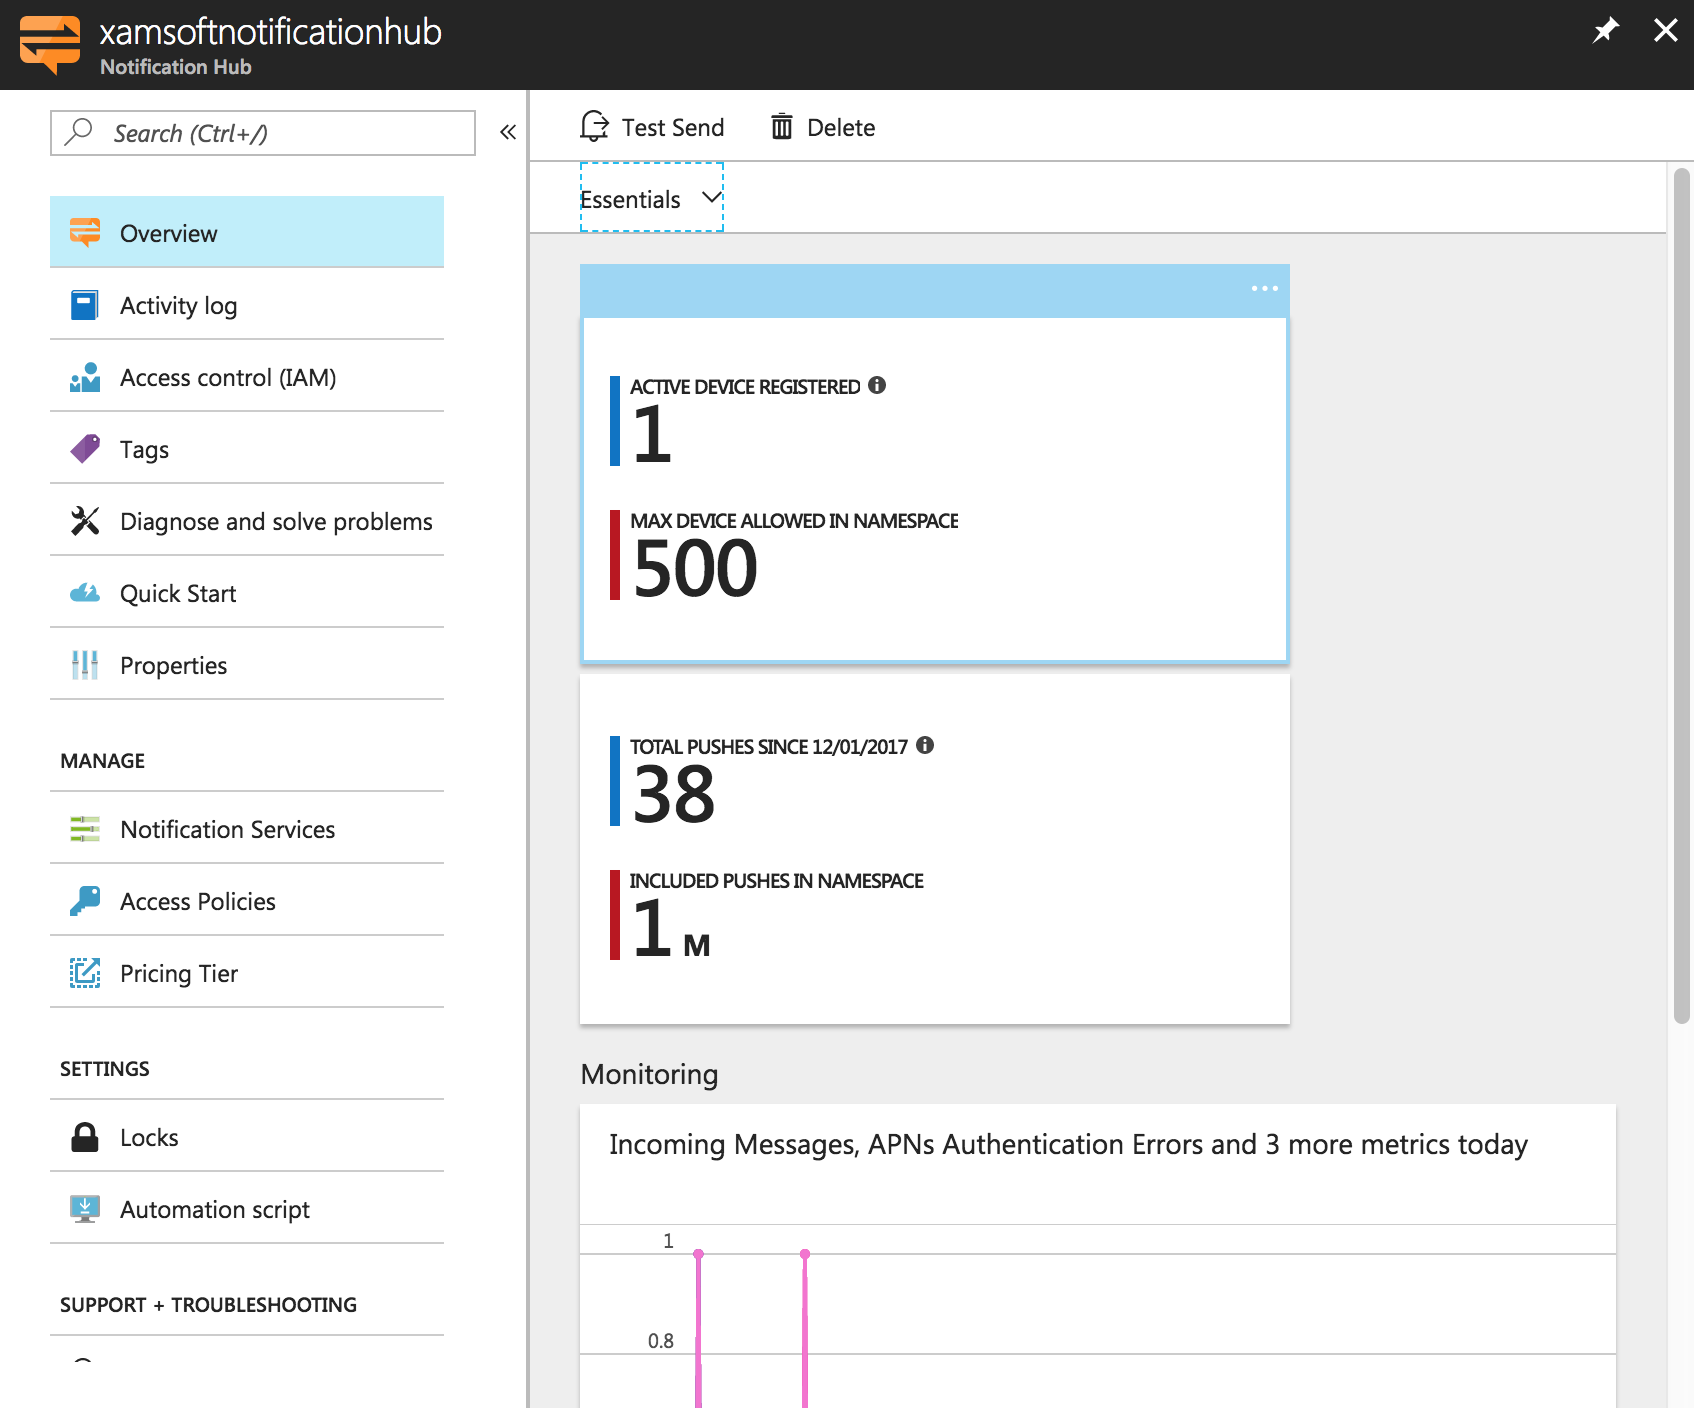 xamsoftnotificationhub
Notification Hub
Search (Ctrl+/)
«
Overview
Activity log
Access control (IAM)
Tags
Diagnose and solve problems
Quick Start
Properties
MANAGE
Notification Services
Access Policies
Pricing Tier
SETTINGS
Locks
Automation script
SUPPORT + TROUBLESHOOTING
Test Send
Delete
Essentials
ACTIVE DEVICE REGISTERED
1
MAX DEVICE ALLOWED IN NAMESPACE
500
TOTAL PUSHES SINCE 12/01/2017
38
INCLUDED PUSHES IN NAMESPACE
1 M
Monitoring
Incoming Messages, APNs Authentication Errors and 3 more metrics today
1
0.8